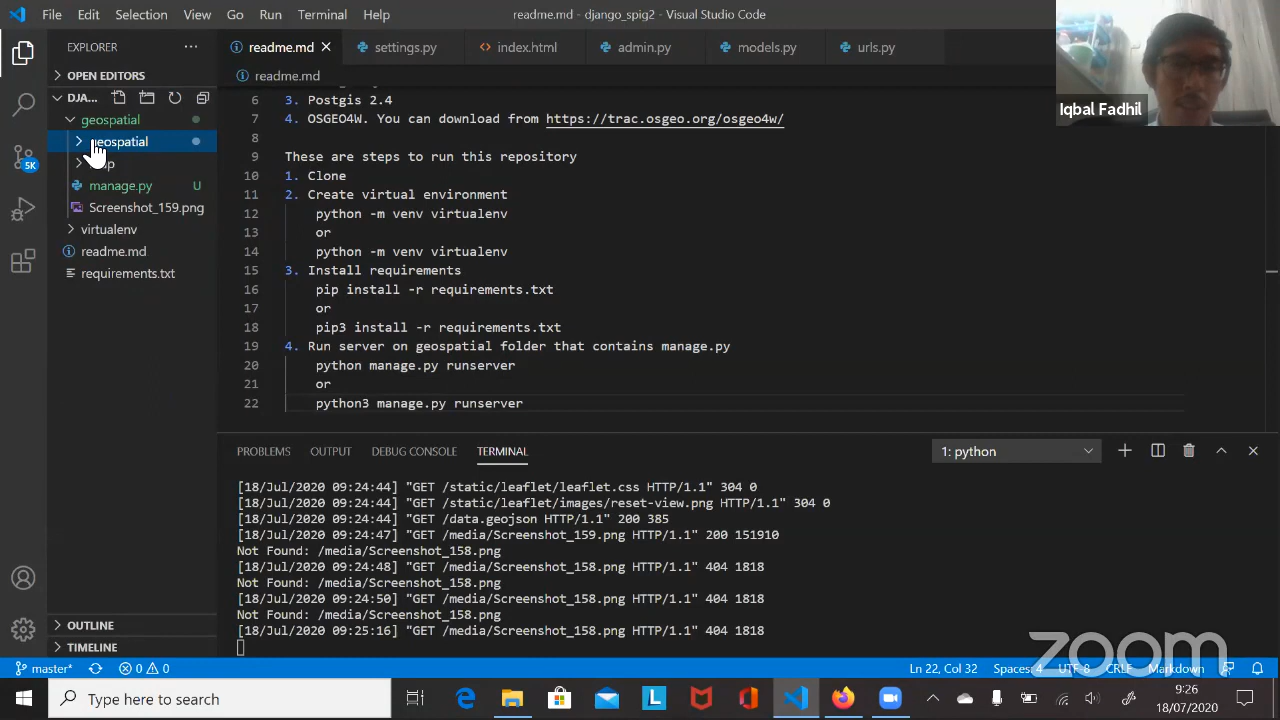 File Edit Selection View Go Run Terminal Help
readme.md - django_spig2 - Visual Studio Code
EXPLORER
readme.md
settings.py
index.html
admin.py
models.py
urls.py
OPEN EDITORS
readme.md
DJA...
geospatial
geospatial
manage.py U
Screenshot_159.png
virtualenv
readme.md
requirements.txt
OUTLINE
TIMELINE
5K
6 3. Postgis 2.4
7 4. OSGEO4W. You can download from https://trac.osgeo.org/osgeo4w/
8
9 These are steps to run this repository
10 1. Clone
11 2. Create virtual environment
12 python -m venv virtualenv
13 or
14 python -m venv virtualenv
15 3. Install requirements
16 pip install -r requirements.txt
17 or
18 pip3 install -r requirements.txt
19 4. Run server on geospatial folder that contains manage.py
20 python manage.py runserver
21 or
22 python3 manage.py runserver
Iqbal Fadhil
PROBLEMS OUTPUT DEBUG CONSOLE TERMINAL
1: python
[18/Jul/2020 09:24:44] "GET /static/leaflet/leaflet.css HTTP/1.1" 304 0
[18/Jul/2020 09:24:44] "GET /static/leaflet/images/reset-view.png HTTP/1.1" 304 0
[18/Jul/2020 09:24:44] "GET /data.geojson HTTP/1.1" 200 385
[18/Jul/2020 09:24:47] "GET /media/Screenshot_159.png HTTP/1.1" 200 151910
Not Found: /media/Screenshot_158.png
[18/Jul/2020 09:24:48] "GET /media/Screenshot_158.png HTTP/1.1" 404 1818
Not Found: /media/Screenshot_158.png
[18/Jul/2020 09:24:50] "GET /media/Screenshot_158.png HTTP/1.1" 404 1818
Not Found: /media/Screenshot_158.png
[18/Jul/2020 09:25:16] "GET /media/Screenshot_158.png HTTP/1.1" 404 1818
zoom
master* 0 0
Ln 22, Col 32 Spaces: 4 UTF-8 CRLF Markdown
Type here to search
9:26
18/07/2020